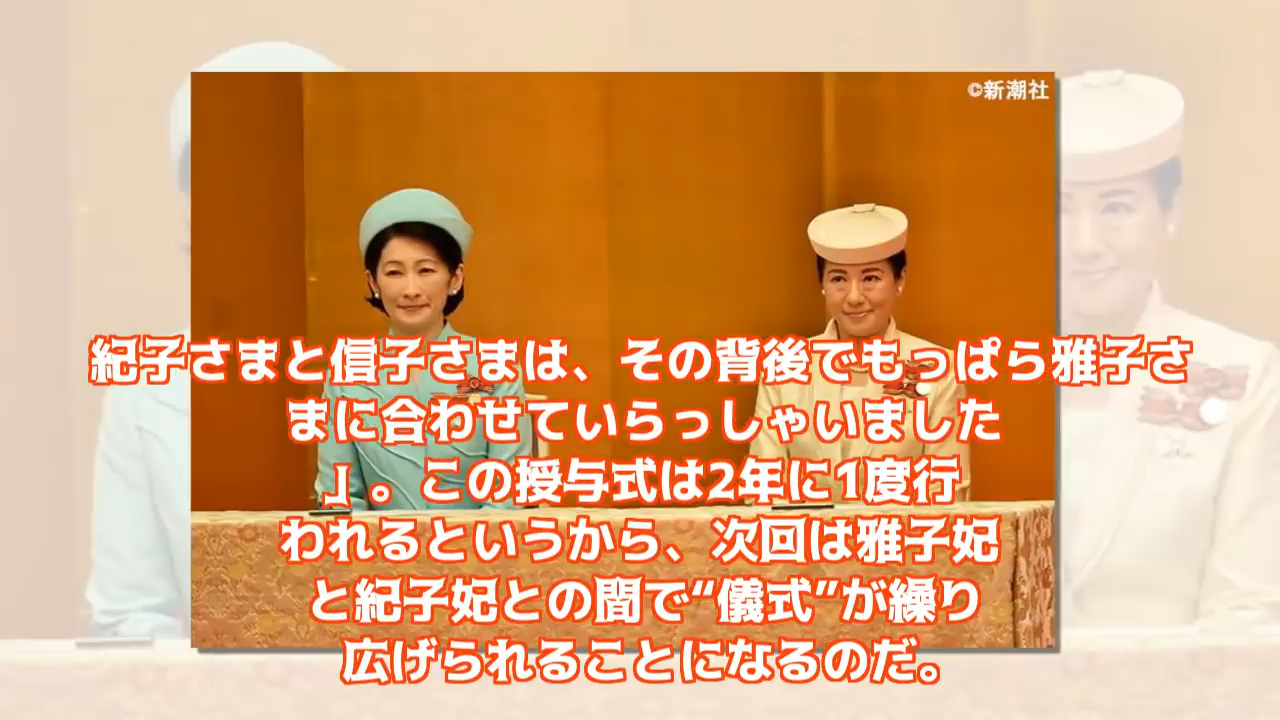 ©新潮社
紀子さまと信子さまは、その背後でもっぱら雅子さ
まに合わせていらっしゃいました
」。この授与式は2年に1度行
われるというから、次回は雅子妃
と紀子妃との間で“儀式”が繰り
広げられることになるのだ。